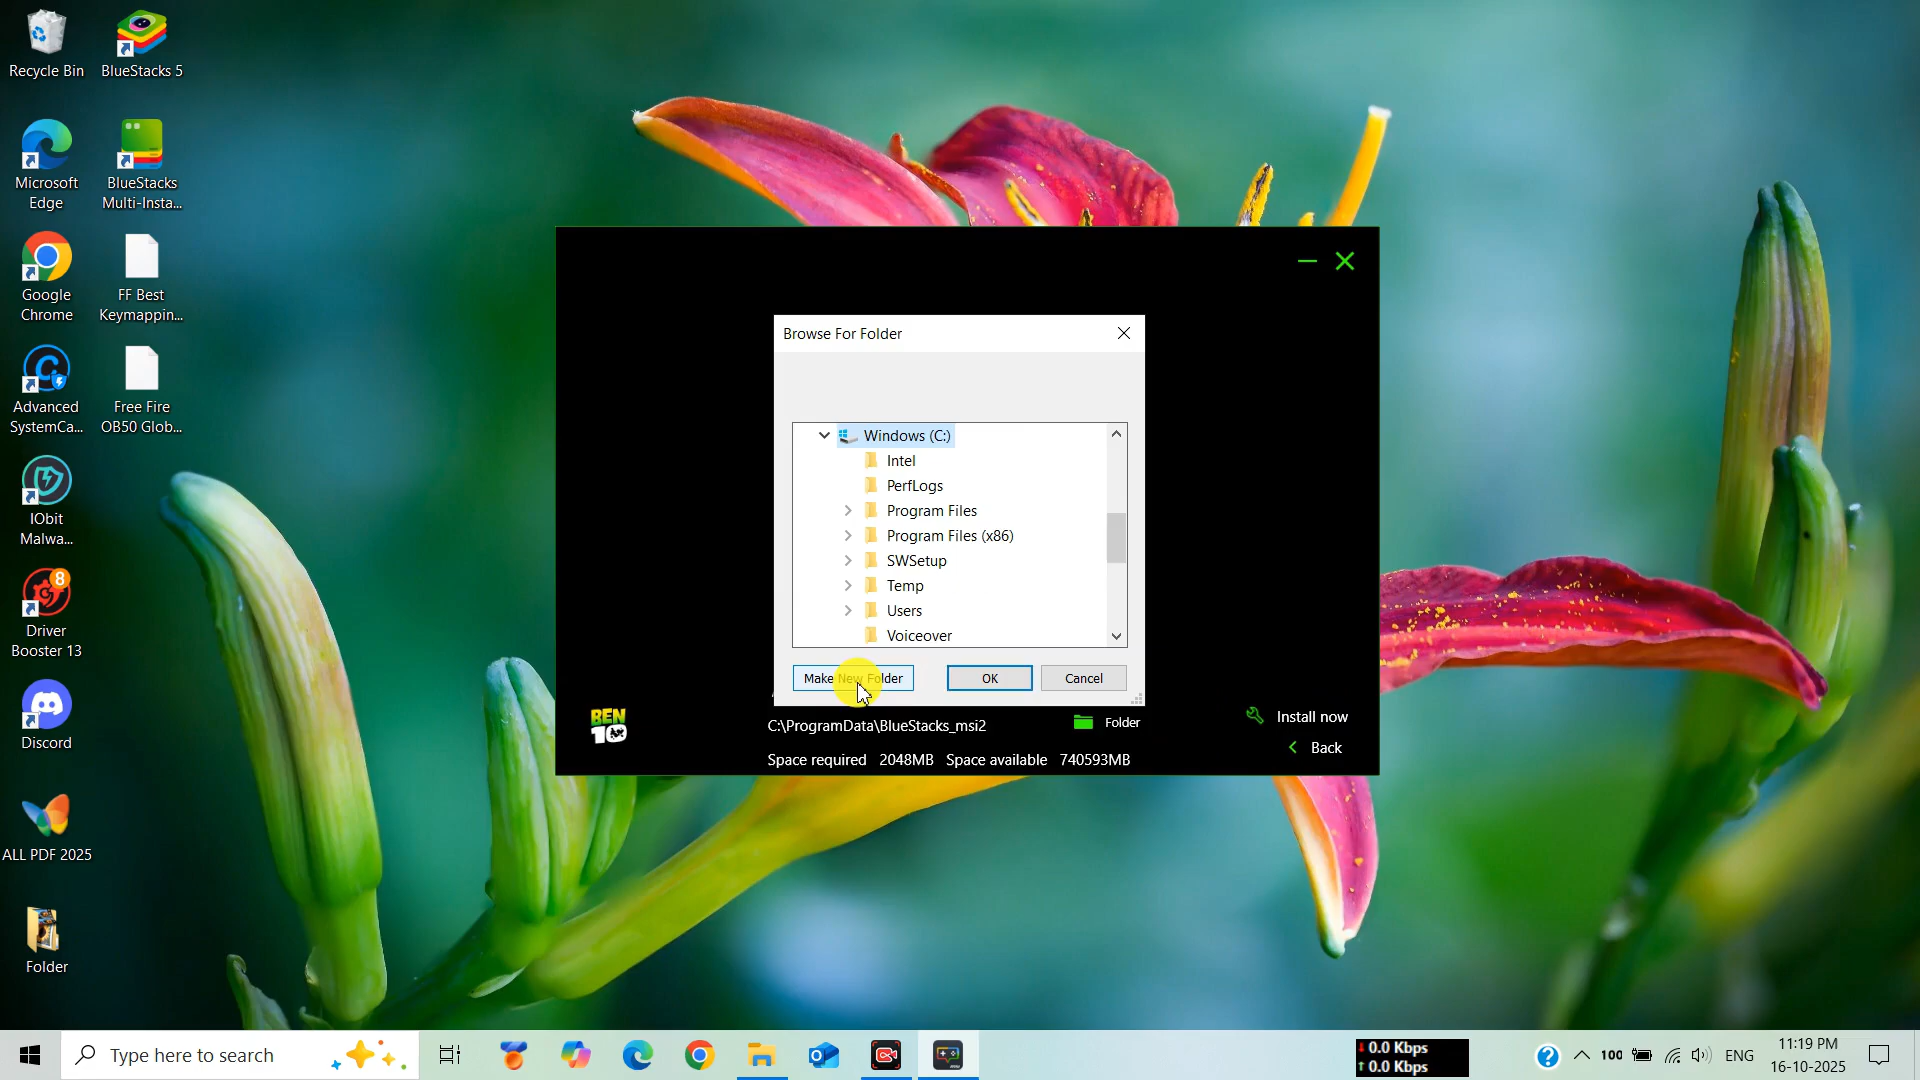 Recycle Bin
BlueStacks 5
Microsoft
Edge
BlueStacks
Multi-Insta...
Google
Chrome
FF Best
Keymappin...
Advanced
SystemCa...
Free Fire
OB50 Glob...
IObit
Malwa...
8
Driver
Booster 13
Discord
ALL PDF 2025
Folder
Browse For Folder
Windows (C:)
Intel
PerfLogs
Program Files
Program Files (x86)
SWSetup
Temp
Users
Voiceover
Make New Folder
OK
Cancel
BEN
10
C:\ProgramData\BlueStacks_msi2
Folder
Install now
Back
Space required 2048MB Space available 740593MB
Type here to search
0.0 Kbps
0.0 Kbps
100
ENG
11:19 PM
16-10-2025